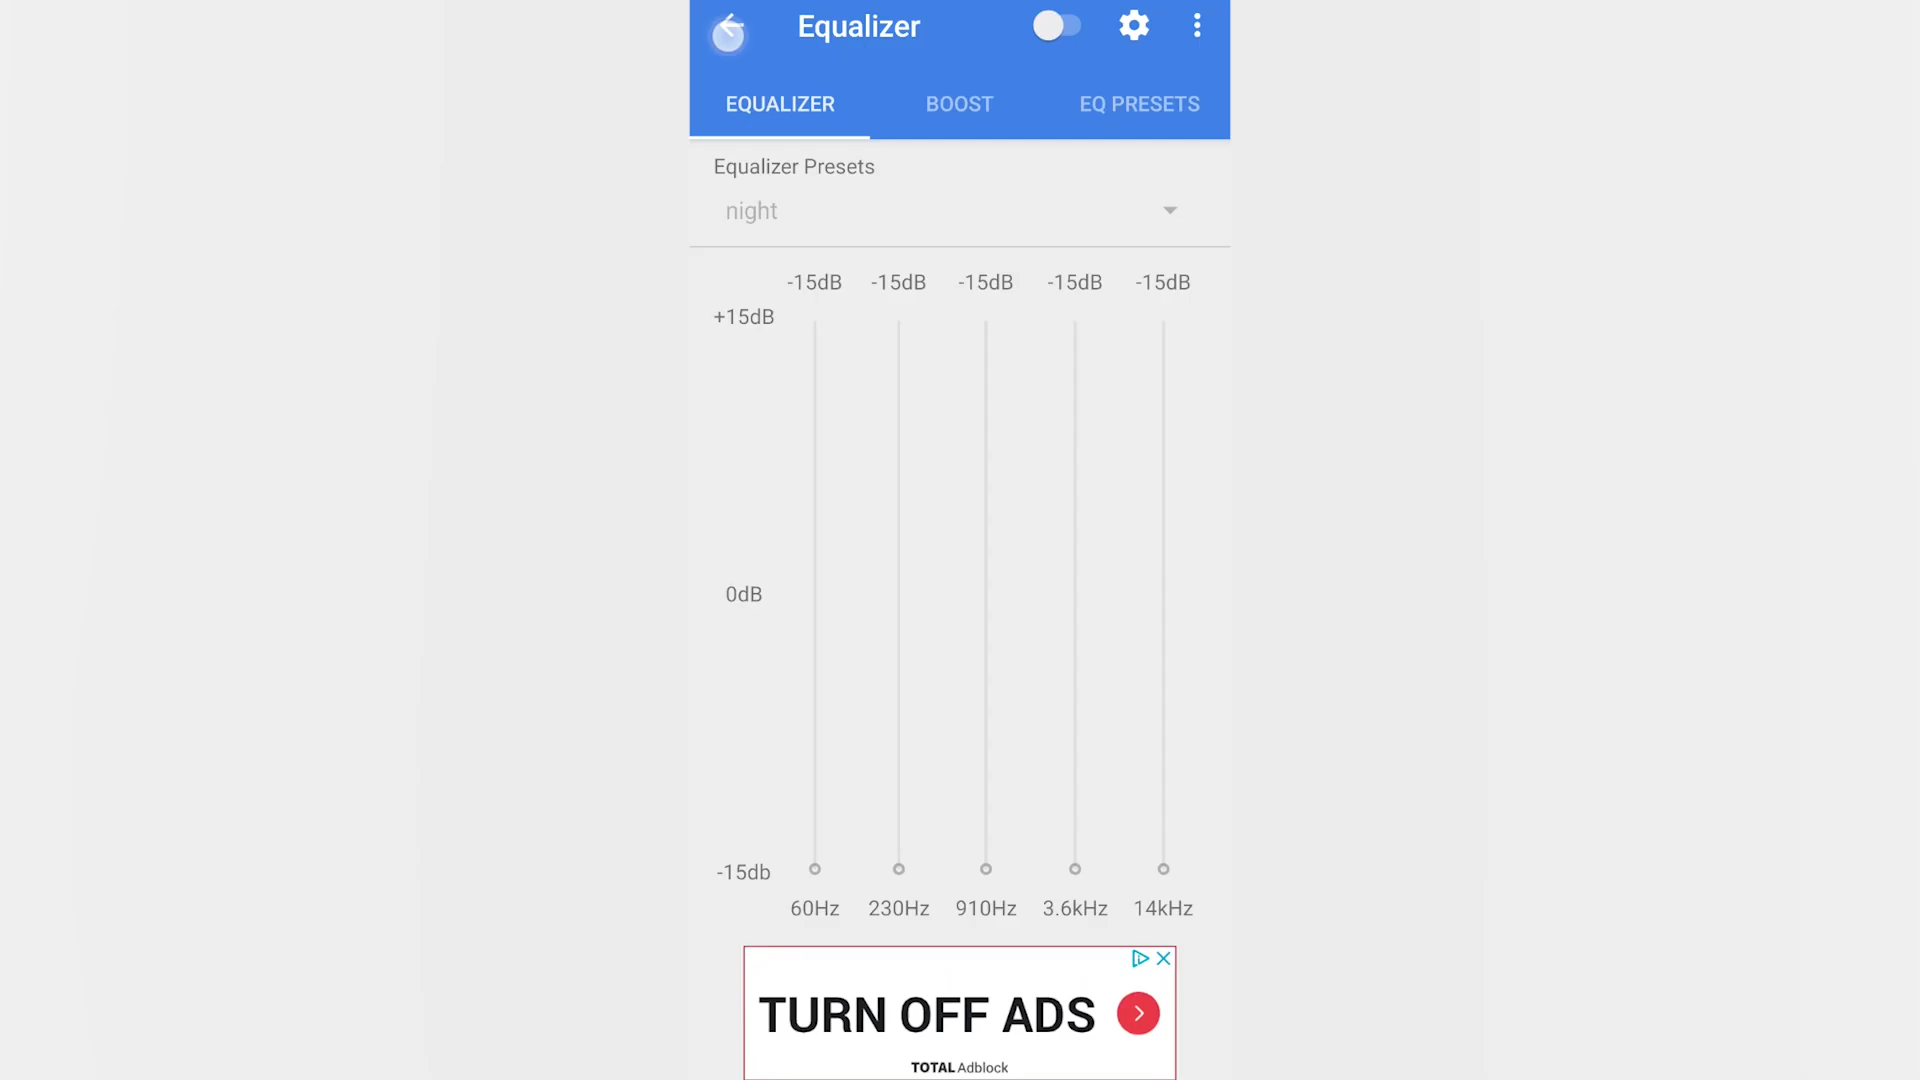 Equalizer
EQUALIZER BOOST EQ PRESETS
Equalizer Presets
night
-15dB -15dB -15dB -15dB -15dB
+15dB
0dB
-15db
60Hz 230Hz 910Hz 3.6kHz 14kHz
TURN OFF ADS
TOTAL Adblock